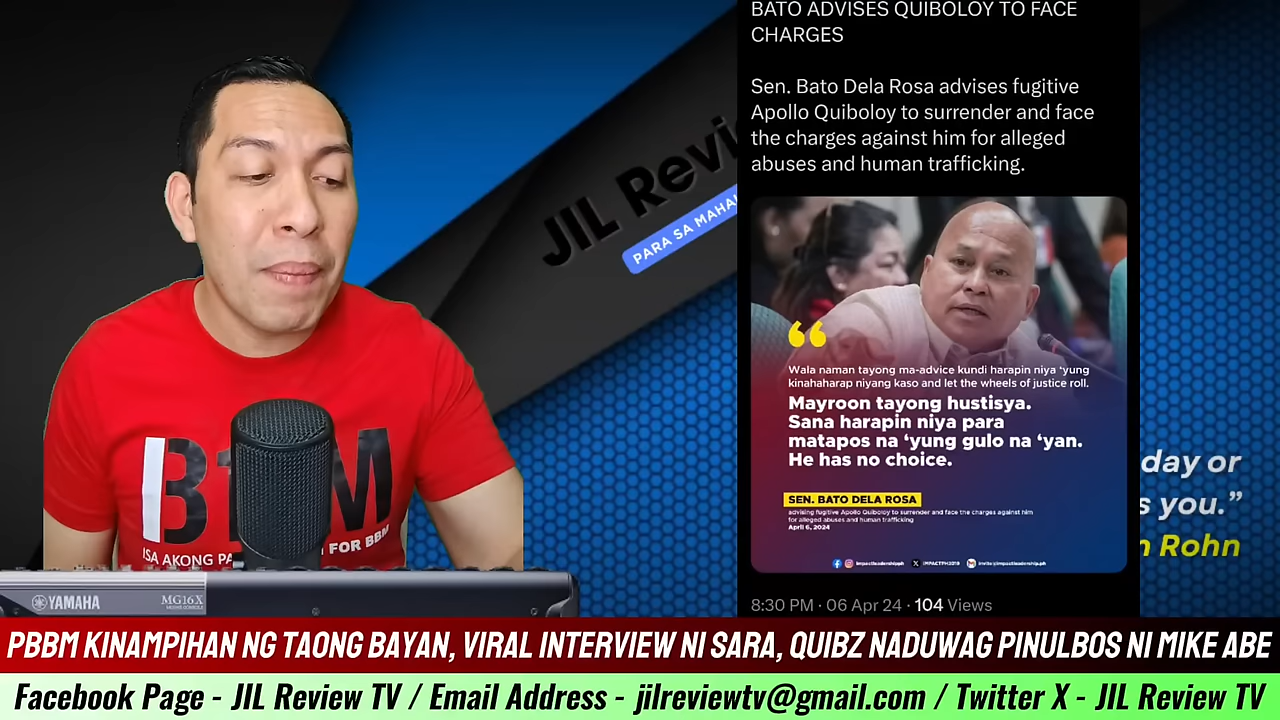 BATO ADVISES QUIBOLOY TO FACE
CHARGES
Sen. Bato Dela Rosa advises fugitive
Apollo Quiboloy to surrender and face
the charges against him for alleged
abuses and human trafficking.
JIL Revi
PARA SA MAHA
Wala naman tayong ma-advice kundi harapin niya ‘yung
kinahaharap niyang kaso and let the wheels of justice roll.
Mayroon tayong hustisya.
Sana harapin niya para
matapos na ‘yung gulo na ‘yan.
He has no choice.
SEN. BATO DELA ROSA
advising fugitive Apollo Quiboloy to surrender and face the charges against him
for alleged abuses and human trafficking
April 6, 2024
impactleadershipph
IMPACTPH2019
invite@impactleadership.ph
8:30 PM · 06 Apr 24 · 104 Views
day or
s you.”
n Rohn
ISA AKONG PA
FOR BBM
YAMAHA
MG16X
PBBM KINAMPIHAN NG TAONG BAYAN, VIRAL INTERVIEW NI SARA, QUIBZ NADUWAG PINULBOS NI MIKE ABE
Facebook Page - JIL Review TV / Email Address - jilreviewtv@gmail.com / Twitter X - JIL Review TV